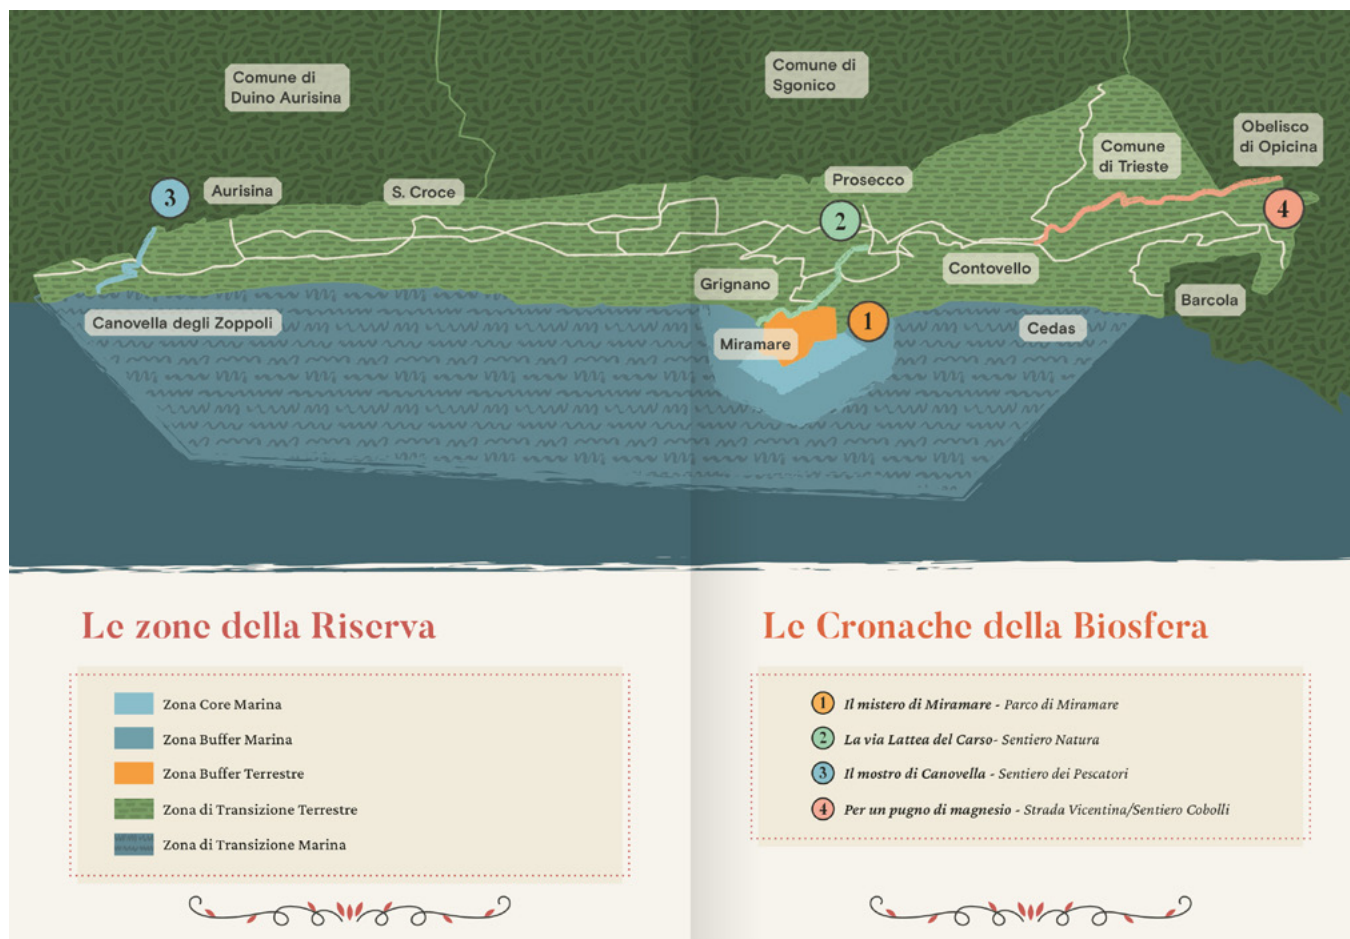 Comune di
Duino Aurisina
Comune di
Sgonico
Obelisco
di Opicina
Comune
di Trieste
3
Aurisina
S. Croce
Prosecco
2
4
Grignano
Contovello
Barcola
Canovella degli Zoppoli
Miramare
1
Cedas
Le zone della Riserva
Zona Core Marina
Zona Buffer Marina
Zona Buffer Terrestre
Zona di Transizione Terrestre
Zona di Transizione Marina
Le Cronache della Biosfera
1 Il mistero di Miramare - Parco di Miramare
2 La via Lattea del Carso- Sentiero Natura
3 Il mostro di Canovella - Sentiero dei Pescatori
4 Per un pugno di magnesio - Strada Vicentina/Sentiero Cobolli